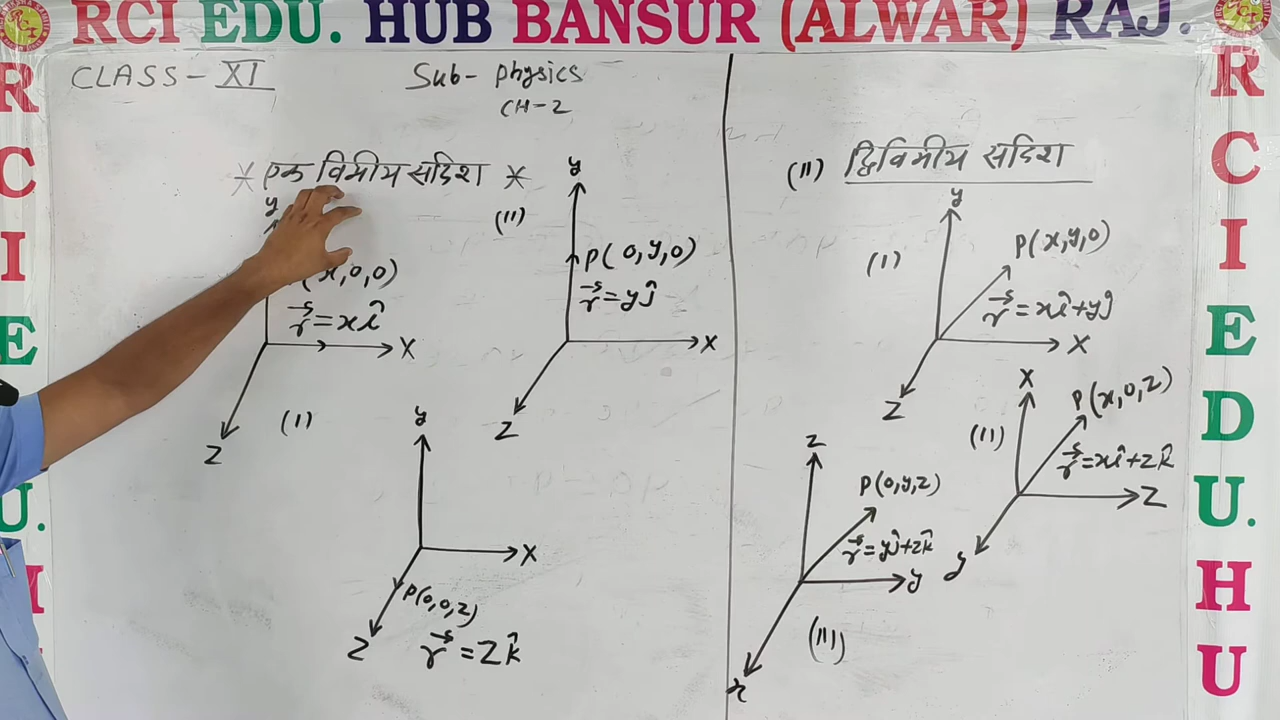 RCI EDU. HUB BANSUR (ALWAR) RAJ.
R
C
I
E
U.
R
C
I
E
D
U.
H
U
CLASS - XI
Sub - Physics
CH-2
* एक विमीय सदिश *
y
(x,0,0)
r⃗ = xî
X
Z
(I)
(II)
y
P(0,y,0)
r⃗ = yĵ
X
Z
y
X
P(0,0,z)
Z
r⃗ = Zk̂
(II) द्विविमीय सदिश
(I)
y
P(x,y,0)
r⃗ = xî+yĵ
X
Z
(II)
X
P(x,0,z)
r⃗ = xî+zk̂
Z
y
Z
P(0,y,z)
r⃗ = yĵ+zk̂
y
(III)
x